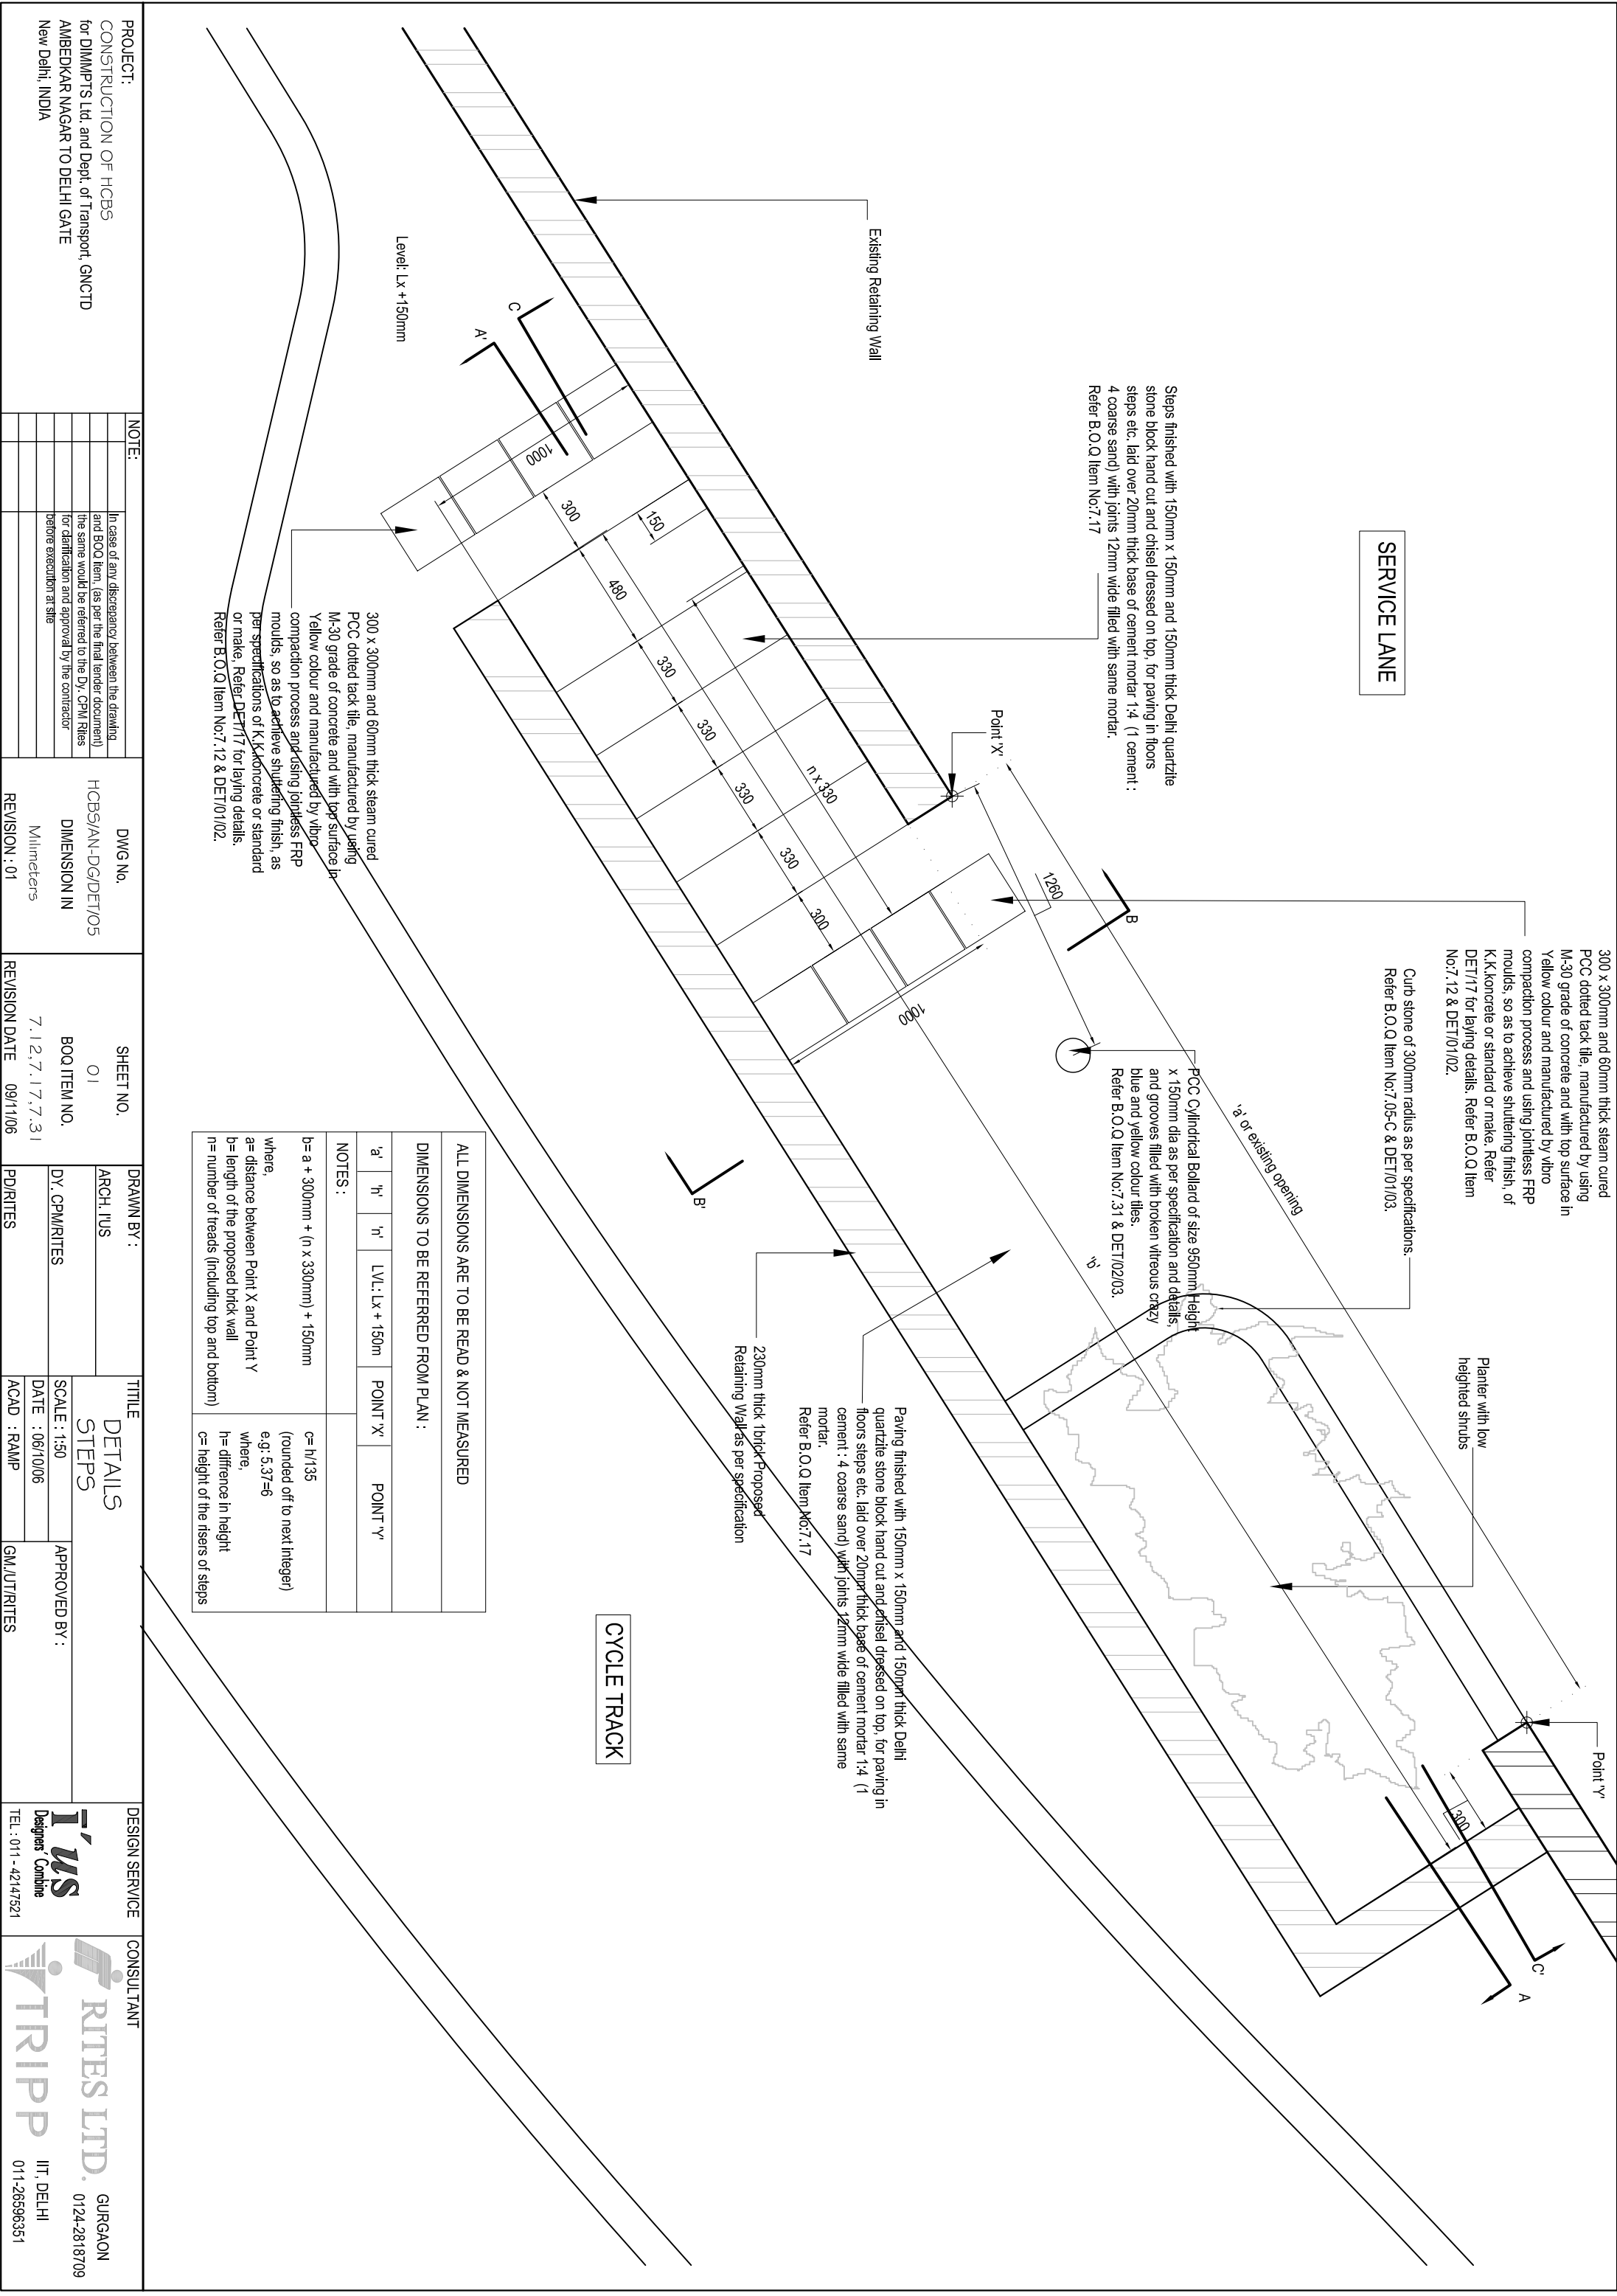 SERVICE LANE
300 x 300mm and 60mm thick steam cured
PCC dotted tack tile, manufactured by using
M-30 grade of concrete and with top surface in
Yellow colour and manufactured by vibro
compaction process and using jointless FRP
moulds, so as to achieve shuttering finish, of
K.K.koncrete or standard or make. Refer
DET/17 for laying details. Refer B.O.Q Item
No:7.12 & DET/01/02.
Curb stone of 300mm radius as per specifications.
Refer B.O.Q Item No:7.05-C & DET/01/03.
Planter with low
heighted shrubs
Point 'Y'
Steps finished with 150mm x 150mm and 150mm thick Delhi quartzite
stone block hand cut and chisel dressed on top, for paving in floors
steps etc. laid over 20mm thick base of cement mortar 1:4 (1 cement :
4 coarse sand) with joints 12mm wide filled with same mortar.
Refer B.O.Q Item No:7.17
Point 'X'
'a' or existing opening
Existing Retaining Wall
B
1260
PCC Cylindrical Bollard of size 950mm Height
x 150mm dia as per specification and details,
and grooves filled with broken vitreous crazy
blue and yellow colour tiles.
Refer B.O.Q Item No:7.31 & DET/02/03.
'b'
300
C'
A
C
A'
Level: Lx +150mm
1000
300
150
480
330
330
330
330
n x 330
300
1000
B'
Paving finished with 150mm x 150mm and 150mm thick Delhi
quartzite stone block hand cut and chisel dressed on top, for paving in
floors steps etc. laid over 20mm thick base of cement mortar 1:4 (1
cement : 4 coarse sand) with joints 12mm wide filled with same
mortar.
Refer B.O.Q Item No:7.17
230mm thick 1brick Proposed
Retaining Wall as per specification
CYCLE TRACK
300 x 300mm and 60mm thick steam cured
PCC dotted tack tile, manufactured by using
M-30 grade of concrete and with top surface in
Yellow colour and manufactured by vibro
compaction process and using jointless FRP
moulds, so as to achieve shuttering finish, as
per specifications of K.K.koncrete or standard
or make, Refer DET/17 for laying details.
Refer B.O.Q Item No:7.12 & DET/01/02.
ALL DIMENSIONS ARE TO BE READ & NOT MEASURED
DIMENSIONS TO BE REFERRED FROM PLAN :
'a' 'h' 'n' LVL: Lx + 150m POINT 'X' POINT 'Y'
NOTES :
b= a + 300mm + (n x 330mm) + 150mm
where,
a= distance between Point X and Point Y
b= length of the proposed brick wall
n= number of treads (including top and bottom)
c= h/135
(rounded off to next integer)
e.g: 5.37=6
where,
h= diffrence in height
c= height of the risers of steps
PROJECT:
CONSTRUCTION OF HCBS
for DIMMPTS Ltd. and Dept. of Transport, GNCTD
AMBEDKAR NAGAR TO DELHI GATE
New Delhi, INDIA
NOTE:
In case of any discrepancy between the drawing
and BOQ item, (as per the final tender document)
the same would be referred to the Dy. CPM Rites
for clarification and approval by the contractor
before execution at site
DWG No.
HCBS/AN-DG/DET/05
DIMENSION IN
Milimeters
REVISION : 01
SHEET NO.
01
BOQ ITEM NO.
7.12,7.17,7.31
REVISION DATE 09/11/06
DRAWN BY :
ARCH. I'US
DY. CPM/RITES
PD/RITES
TITILE
DETAILS
STEPS
SCALE : 1:50
DATE : 06/10/06
ACAD : RAMP
APPROVED BY :
GM./UT/RITES
DESIGN SERVICE
I'us
Designers' Combine
TEL : 011 - 42147521
CONSULTANT
RITES LTD. GURGAON
0124-2818709
TRIPP IIT, DELHI
011-26596351